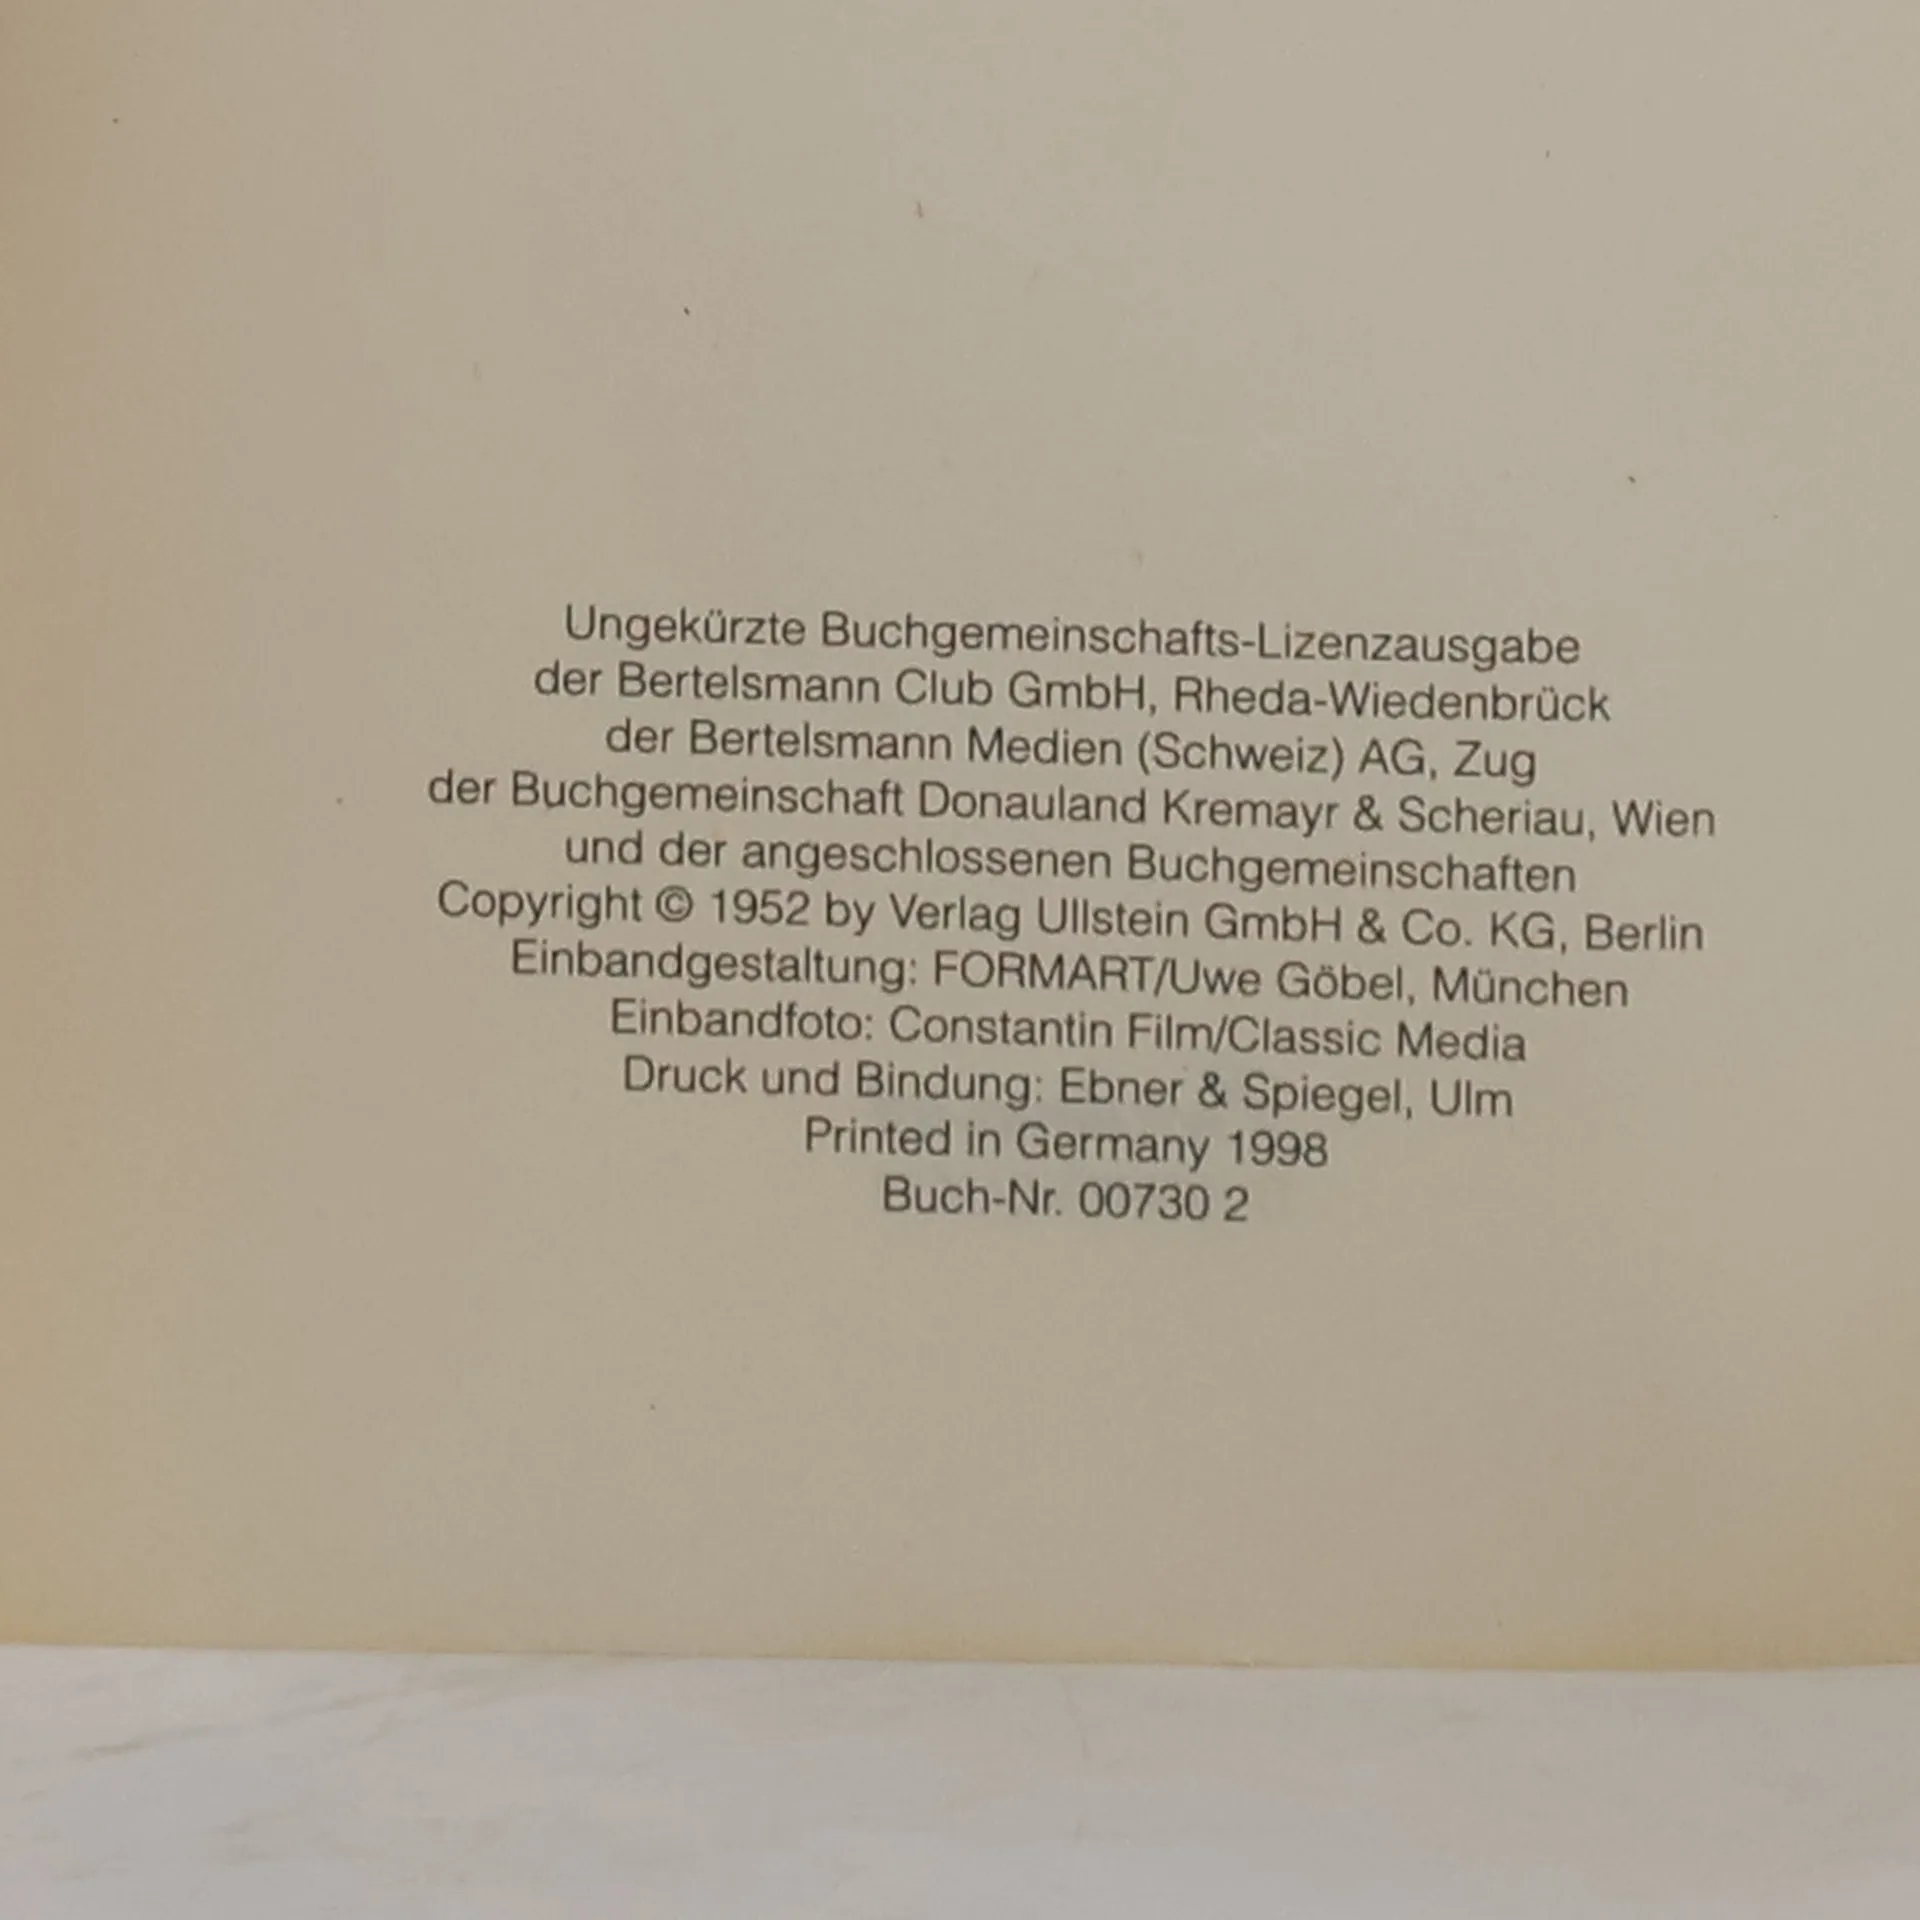 Ungekürzte Buchgemeinschafts-Lizenzausgabe
der Bertelsmann Club GmbH, Rheda-Wiedenbrück
der Bertelsmann Medien (Schweiz) AG, Zug
der Buchgemeinschaft Donauland Kremayr & Scheriau, Wien
und der angeschlossenen Buchgemeinschaften
Copyright © 1952 by Verlag Ullstein GmbH & Co. KG, Berlin
Einbandgestaltung: FORMART/Uwe Göbel, München
Einbandfoto: Constantin Film/Classic Media
Druck und Bindung: Ebner & Spiegel, Ulm
Printed in Germany 1998
Buch-Nr. 00730 2